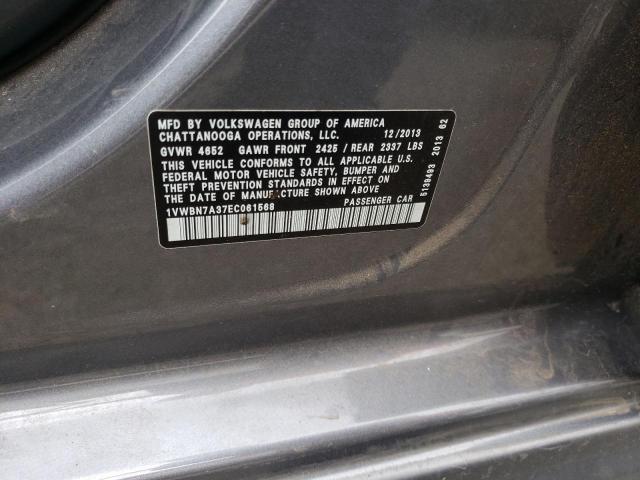 MFD BY VOLKSWAGEN GROUP OF AMERICA
CHATTANOOGA OPERATIONS, LLC. 12/2013
GVWR 4652 GAWR FRONT 2425 / REAR 2337 LBS
THIS VEHICLE CONFORMS TO ALL APPLICABLE U.S.
FEDERAL MOTOR VEHICLE SAFETY, BUMPER AND
THEFT PREVENTION STANDARDS IN EFFECT ON
THE DATE OF MANUFACTURE SHOWN ABOVE
1VWBN7A37EC061568 PASSENGER CAR
5139493 2013 62